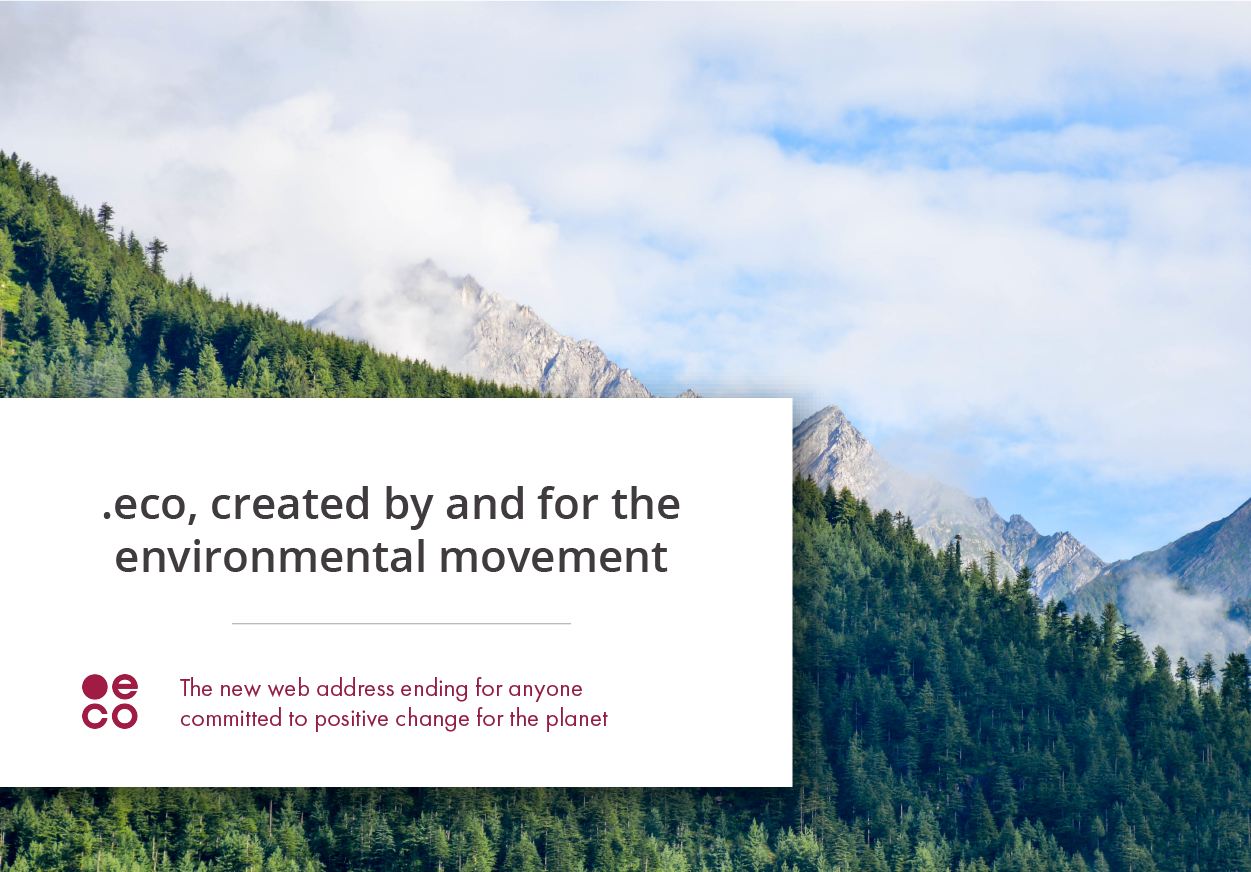 .eco, created by and for the
environmental movement
The new web address ending for anyone
committed to positive change for the planet
e
co